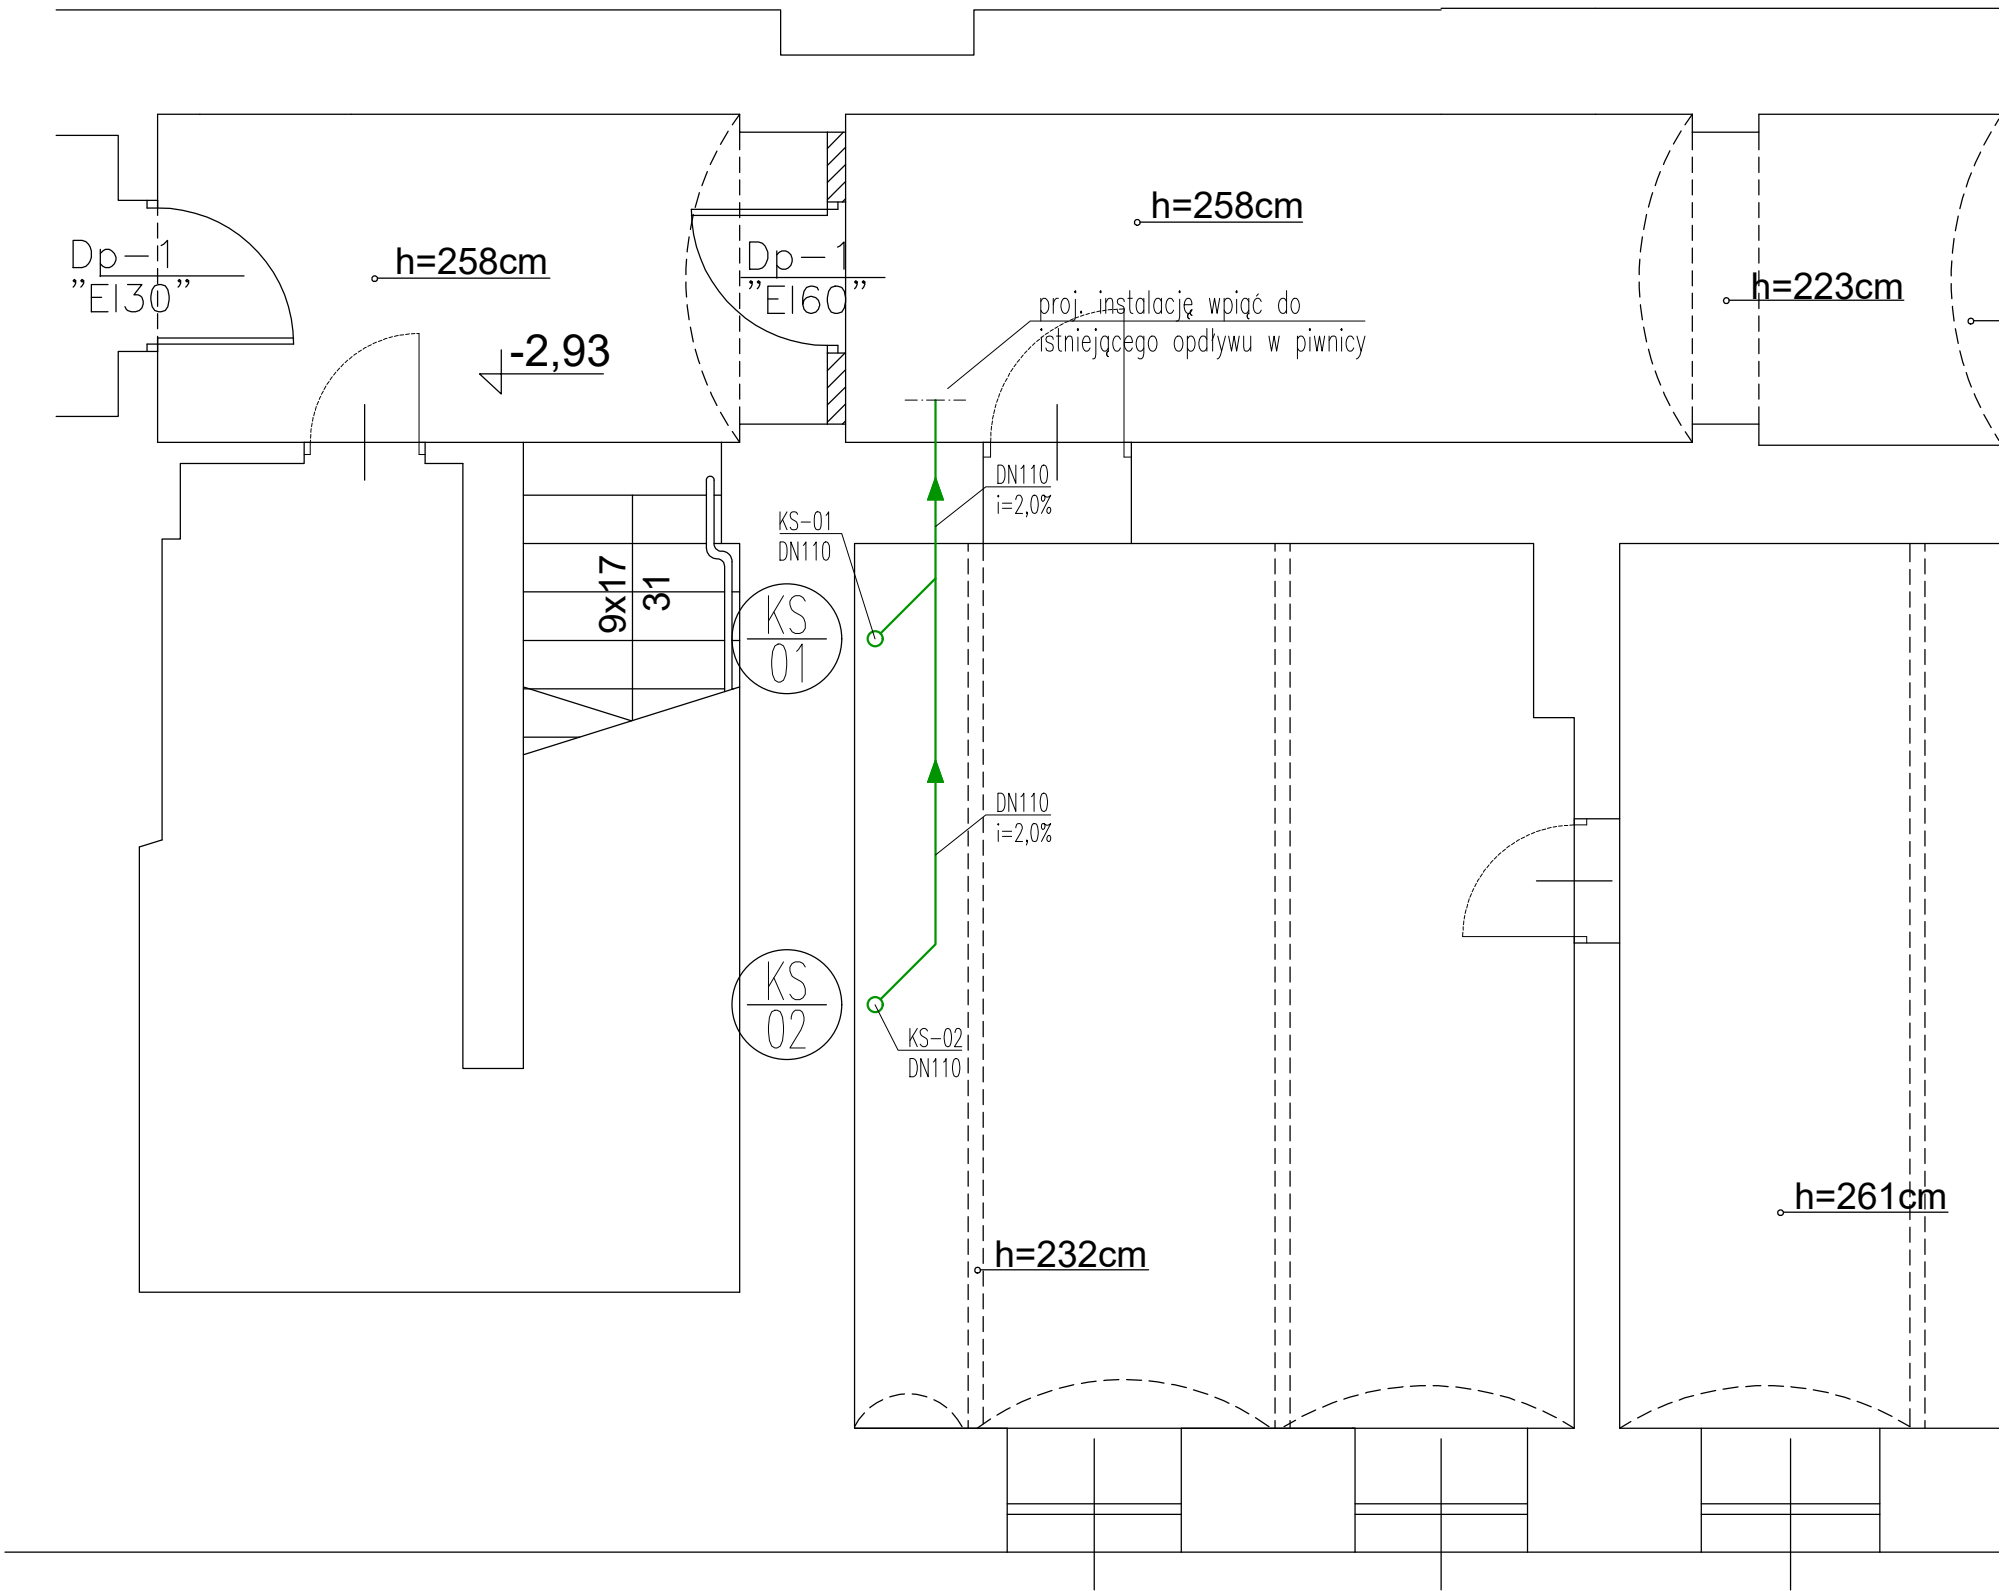 h=258cm
Dp-1
"EI30"
h=258cm
Dp-1
"EI60"
h=223cm
proj. instalację wpiąć do
istniejącego opdływu w piwnicy
-2,93
DN110
i=2,0%
KS-01
DN110
9x17
31
KS
01
DN110
i=2,0%
KS
02
KS-02
DN110
h=261cm
h=232cm